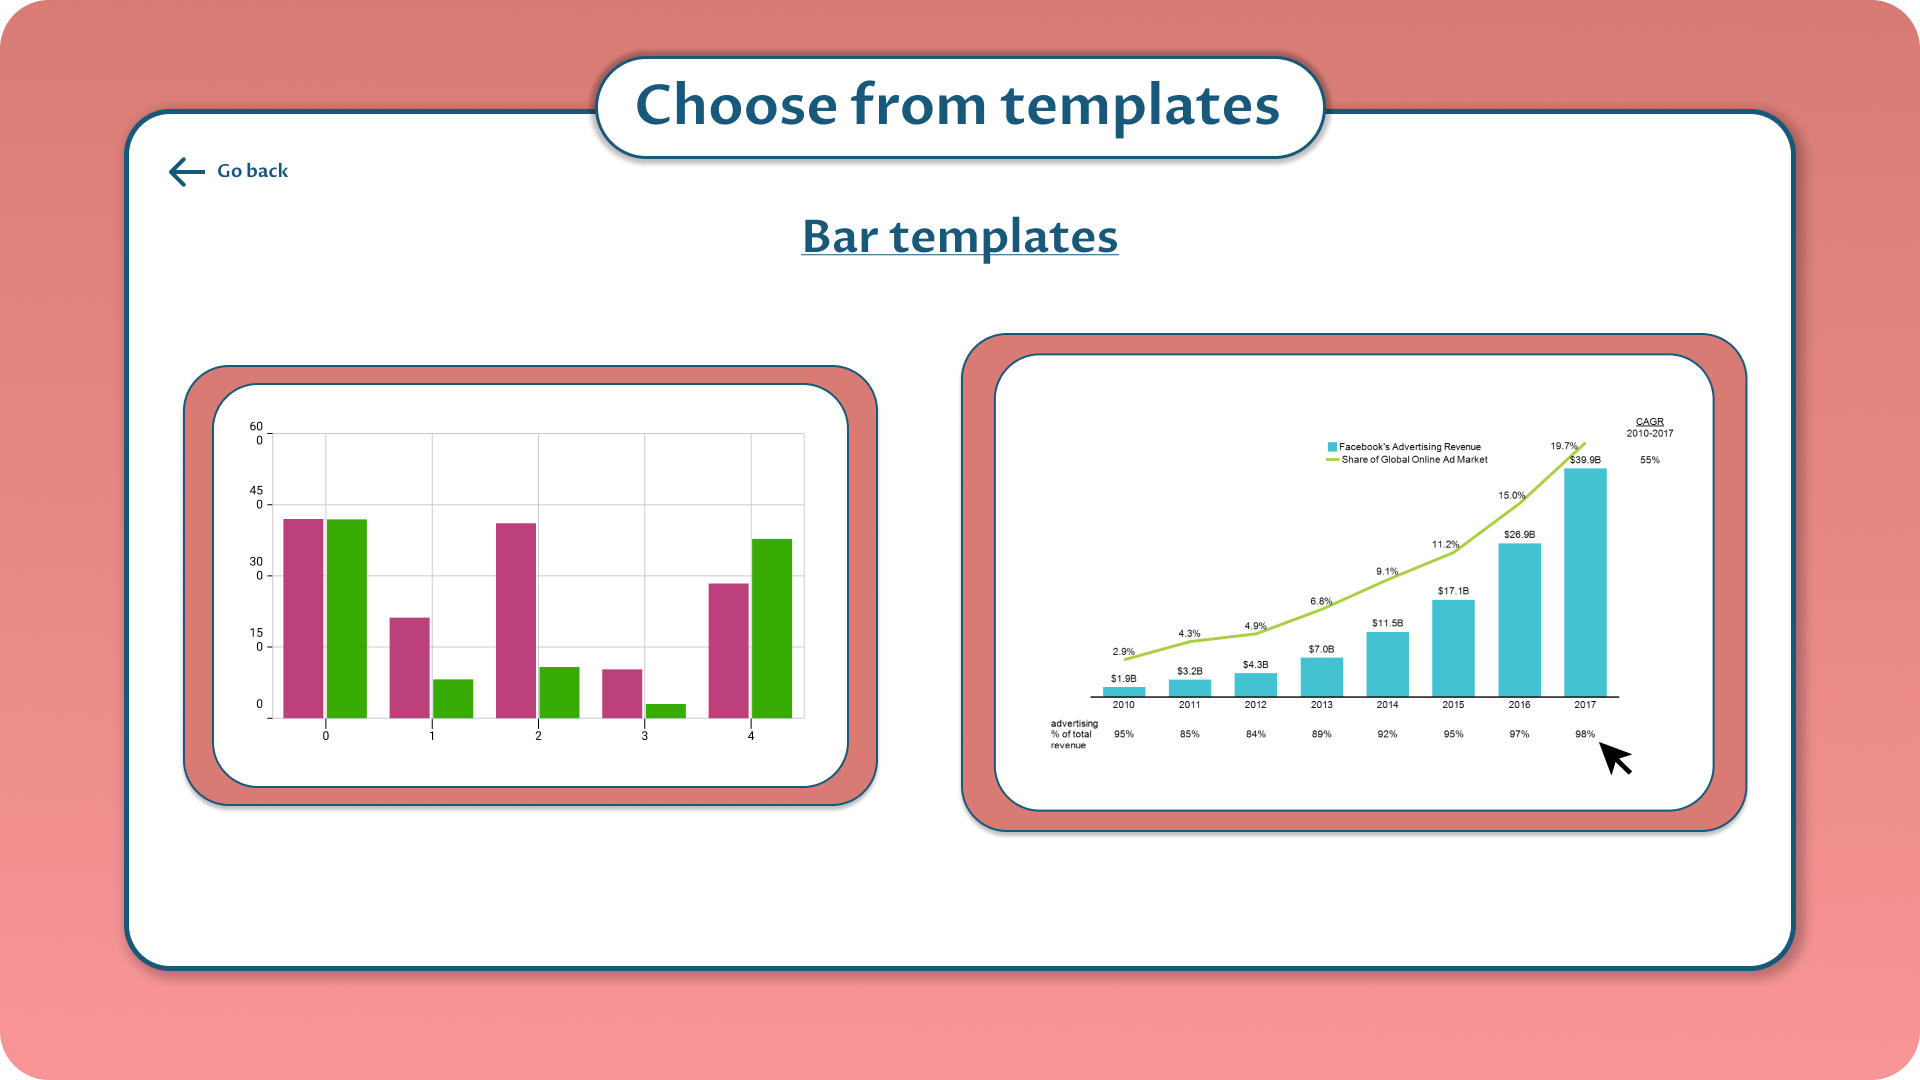 Choose from templates
Go back
Bar templates
60
0
45
0
30
0
15
0
0
0 1 2 3 4
CAGR
2010-2017
55%
Facebook's Advertising Revenue
Share of Global Online Ad Market
2.9% 4.3% 4.9% 6.8% 9.1% 11.2% 15.0% 19.7%
$1.9B $3.2B $4.3B $7.0B $11.5B $17.1B $26.9B $39.9B
2010 2011 2012 2013 2014 2015 2016 2017
advertising
% of total
revenue
95% 85% 84% 89% 92% 95% 97% 98%